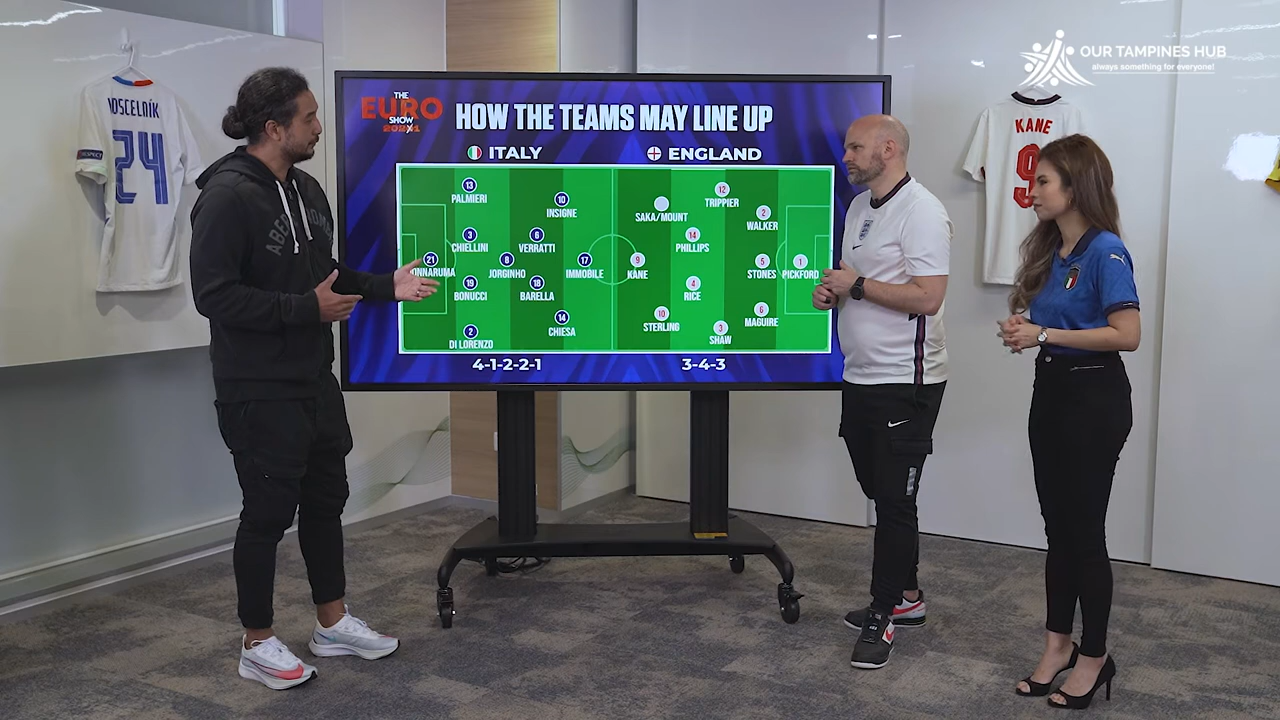 OUR TAMPINES HUB
always something for everyone!
24
RESPECT
KANE
9
THE
EURO
SHOW
HOW THE TEAMS MAY LINE UP
ITALY
ENGLAND
13
PALMIERI
10
INSIGNE
3
CHIELLINI
6
VERRATTI
21
8
JORGINHO
17
IMMOBILE
19
BONUCCI
18
BARELLA
14
CHIESA
2
DI LORENZO
SAKA/MOUNT
12
TRIPPIER
2
WALKER
14
PHILLIPS
9
KANE
5
STONES
1
PICKFORD
4
RICE
10
STERLING
6
MAGUIRE
3
SHAW
4-1-2-2-1
3-4-3